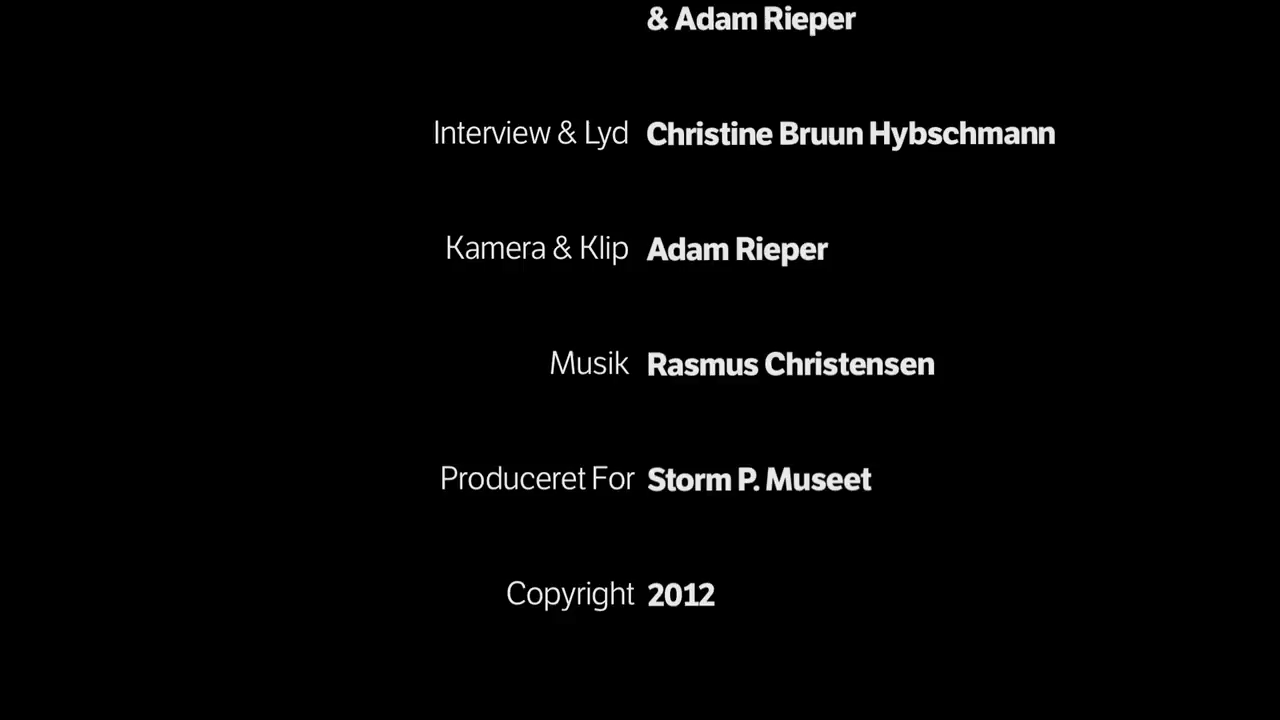 & Adam Rieper
Interview & Lyd Christine Bruun Hybschmann
Kamera & Klip Adam Rieper
Musik Rasmus Christensen
Produceret For Storm P. Museet
Copyright 2012